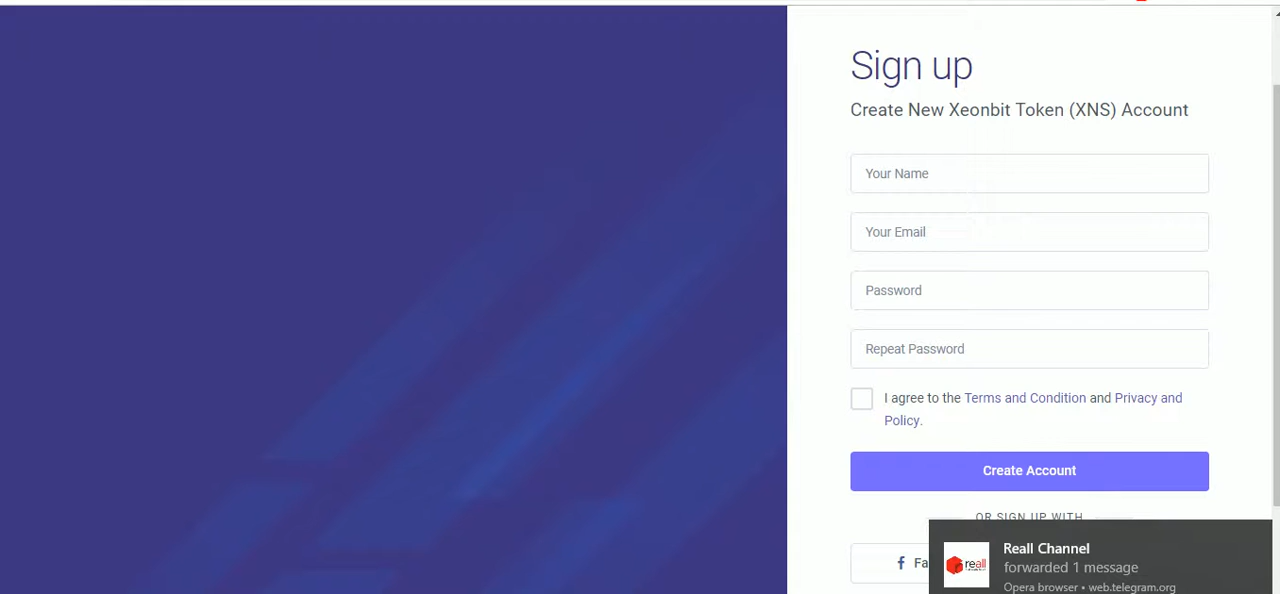 Sign up
Create New Xeonbit Token (XNS) Account
Your Name
Your Email
Password
Repeat Password
I agree to the Terms and Condition and Privacy and
Policy.
Create Account
OR SIGN UP WITH
Fa
reall
Reall Channel
forwarded 1 message
Opera browser • web.telegram.org